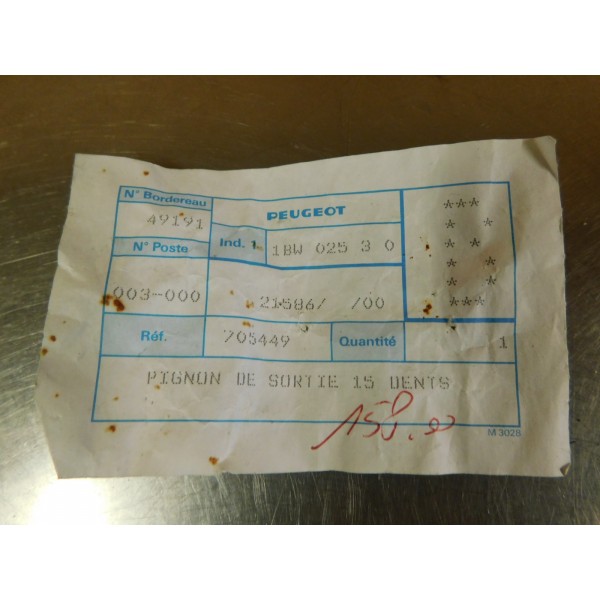 N° Bordereau
49191
PEUGEOT
N° Poste
Ind. 1
1BW 025 3 0
003-000
21586/ /00
***
* *
* *
* *
* *
***
Réf.
705449
Quantité
1
PIGNON DE SORTIE 15 DENTS
M 3028